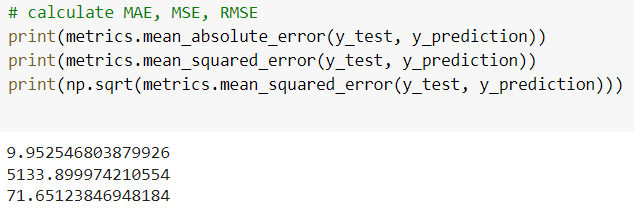 # calculate MAE, MSE, RMSE
print(metrics.mean_absolute_error(y_test, y_prediction))
print(metrics.mean_squared_error(y_test, y_prediction))
print(np.sqrt(metrics.mean_squared_error(y_test, y_prediction)))
9.952546803879926
5133.899974210554
71.65123846948184